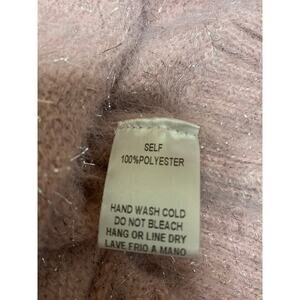 SELF
100%POLYESTER
HAND WASH COLD
DO NOT BLEACH
HANG OR LINE DRY
LAVE FRIO A MANO